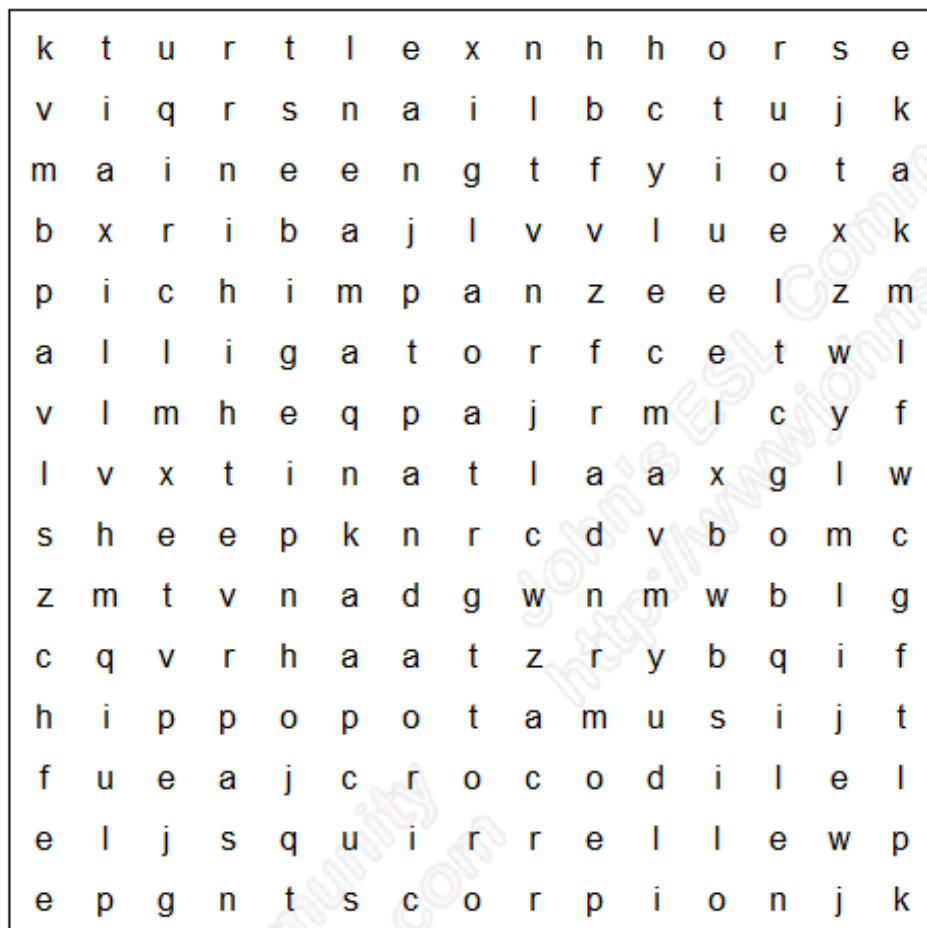 k t u r t l e x n h h o r s e
v i q r s n a i l b c t u j k
m a i n e e n g t f y i o t a
b x r i b a j l v v l u e x k
p i c h i m p a n z e e l z m
a l l i g a t o r f c e t w l
v l m h e q p a j r m l c y f
l v x t i n a t l a a x g l w
s h e e p k n r c d v b o m c
z m t v n a d g w n m w b l g
c q v r h a a t z r y b q i f
h i p p o p o t a m u s i j t
f u e a j c r o c o d i l e l
e l j s q u i r r e l l e w p
e p g n t s c o r p i o n j k